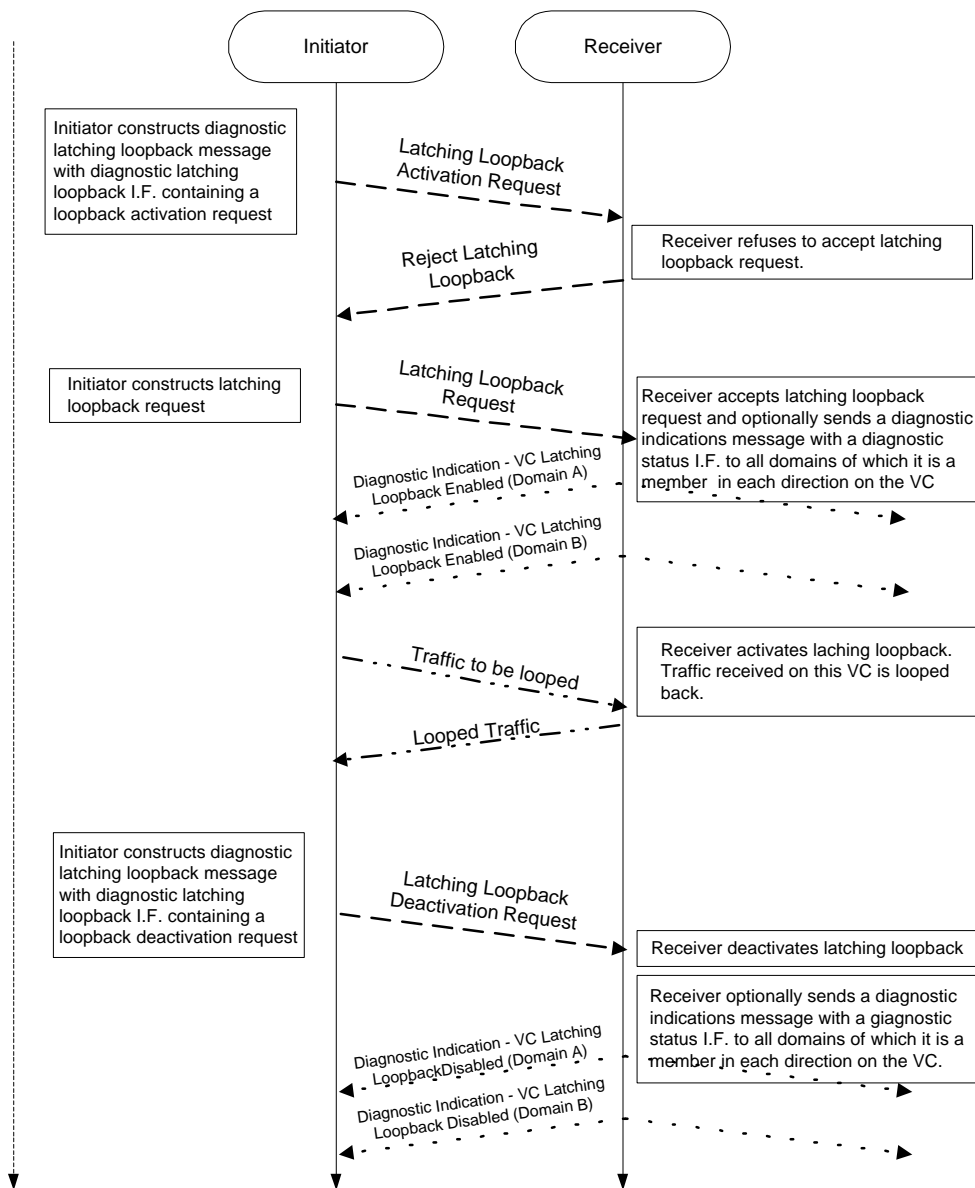 Initiator
Receiver
Initiator constructs diagnostic
latching loopback message
with diagnostic latching
loopback I.F. containing a
loopback activation request
Latching Loopback
Activation Request
Receiver refuses to accept latching
loopback request.
Reject Latching
Loopback
Initiator constructs latching
loopback request
Latching Loopback
Request
Receiver accepts latching loopback
request and optionally sends a diagnostic
indications message with a diagnostic
status I.F. to all domains of which it is a
member in each direction on the VC
Diagnostic Indication - VC Latching
Loopback Enabled (Domain A)
Diagnostic Indication - VC Latching
Loopback Enabled (Domain B)
Receiver activates laching loopback.
Traffic received on this VC is looped
back.
Traffic to be looped
Looped Traffic
Initiator constructs diagnostic
latching loopback message
with diagnostic latching
loopback I.F. containing a
loopback deactivation request
Latching Loopback
Deactivation Request
Receiver deactivates latching loopback
Receiver optionally sends a diagnostic
indications message with a giagnostic
status I.F. to all domains of which it is a
member in each direction on the VC.
Diagnostic Indication - VC Latching
LoopbackDisabled (Domain A)
Diagnostic Indication - VC Latching
Loopback Disabled (Domain B)